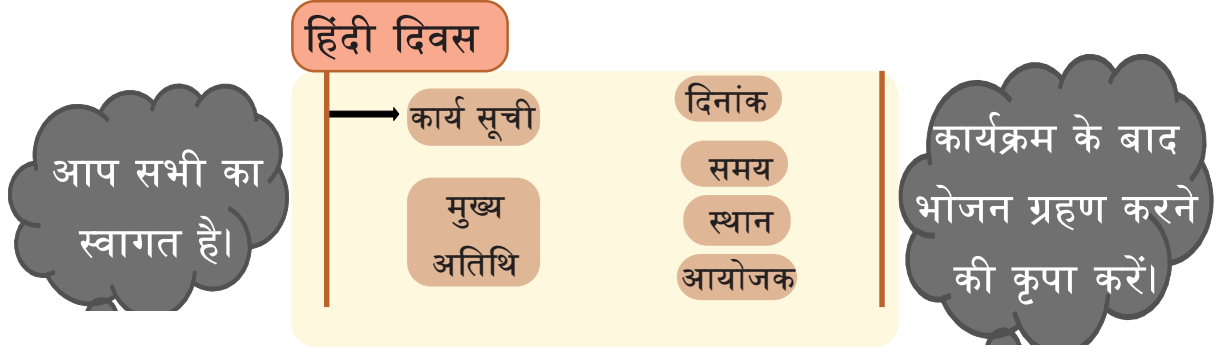 हिंदी दिवस
आप सभी का
स्वागत है।
कार्य सूची
मुख्य
अतिथि
दिनांक
समय
स्थान
आयोजक
कार्यक्रम के बाद
भोजन ग्रहण करने
की कृपा करें।